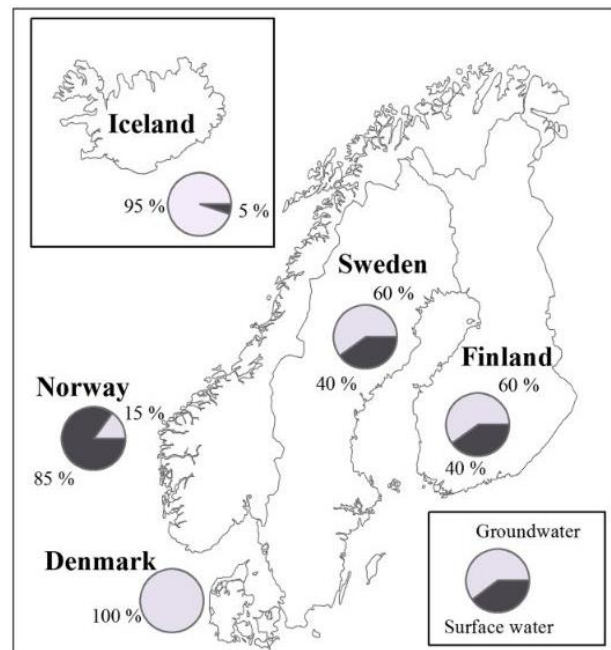 Iceland
95 %
5 %
Sweden
60 %
40 %
Finland
60 %
40 %
Norway
15 %
85 %
Denmark
100 %
Groundwater
Surface water